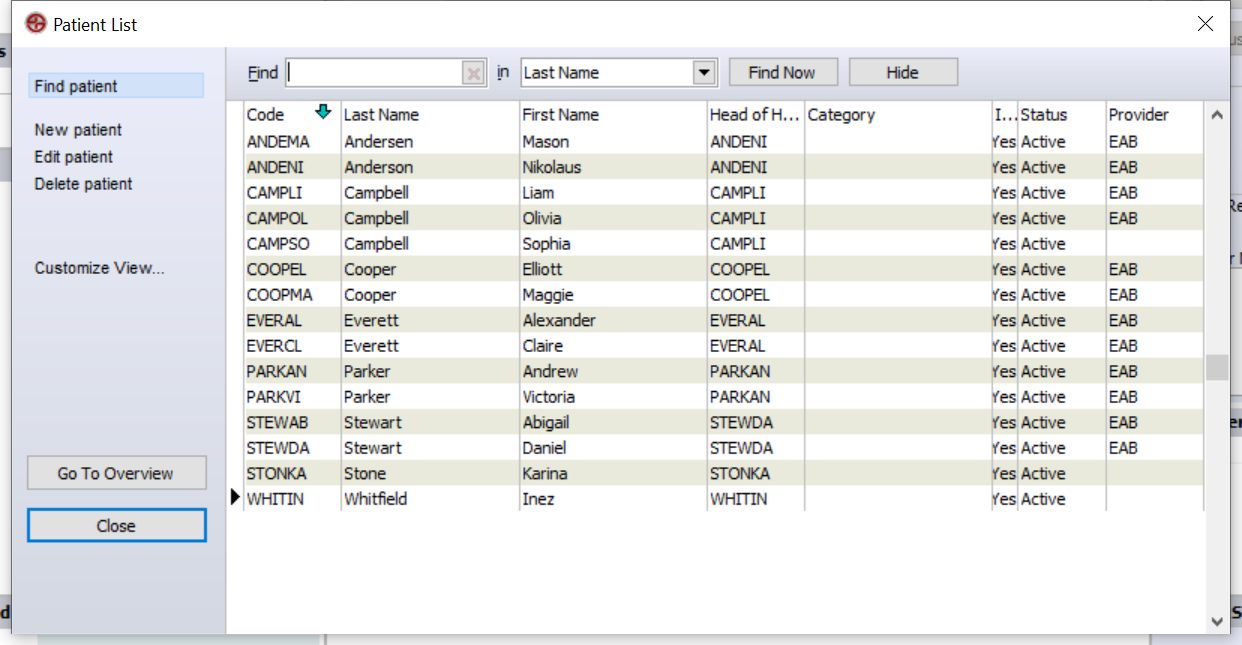 Patient List
Find patient
New patient
Edit patient
Delete patient
Customize View...
Go To Overview
Close
Find in Last Name Find Now Hide
Code Last Name First Name Head of H... Category I... Status Provider
ANDEMA Andersen Mason ANDENI Yes Active EAB
ANDENI Anderson Nikolaus ANDENI Yes Active EAB
CAMPLI Campbell Liam CAMPLI Yes Active EAB
CAMPOL Campbell Olivia CAMPLI Yes Active EAB
CAMPSO Campbell Sophia CAMPLI Yes Active
COOPEL Cooper Elliott COOPEL Yes Active EAB
COOPMA Cooper Maggie COOPEL Yes Active EAB
EVERAL Everett Alexander EVERAL Yes Active EAB
EVERCL Everett Claire EVERAL Yes Active EAB
PARKAN Parker Andrew PARKAN Yes Active EAB
PARKVI Parker Victoria PARKAN Yes Active EAB
STEWAB Stewart Abigail STEWDA Yes Active EAB
STEWDA Stewart Daniel STEWDA Yes Active EAB
STONKA Stone Karina STONKA Yes Active
WHITIN Whitfield Inez WHITIN Yes Active